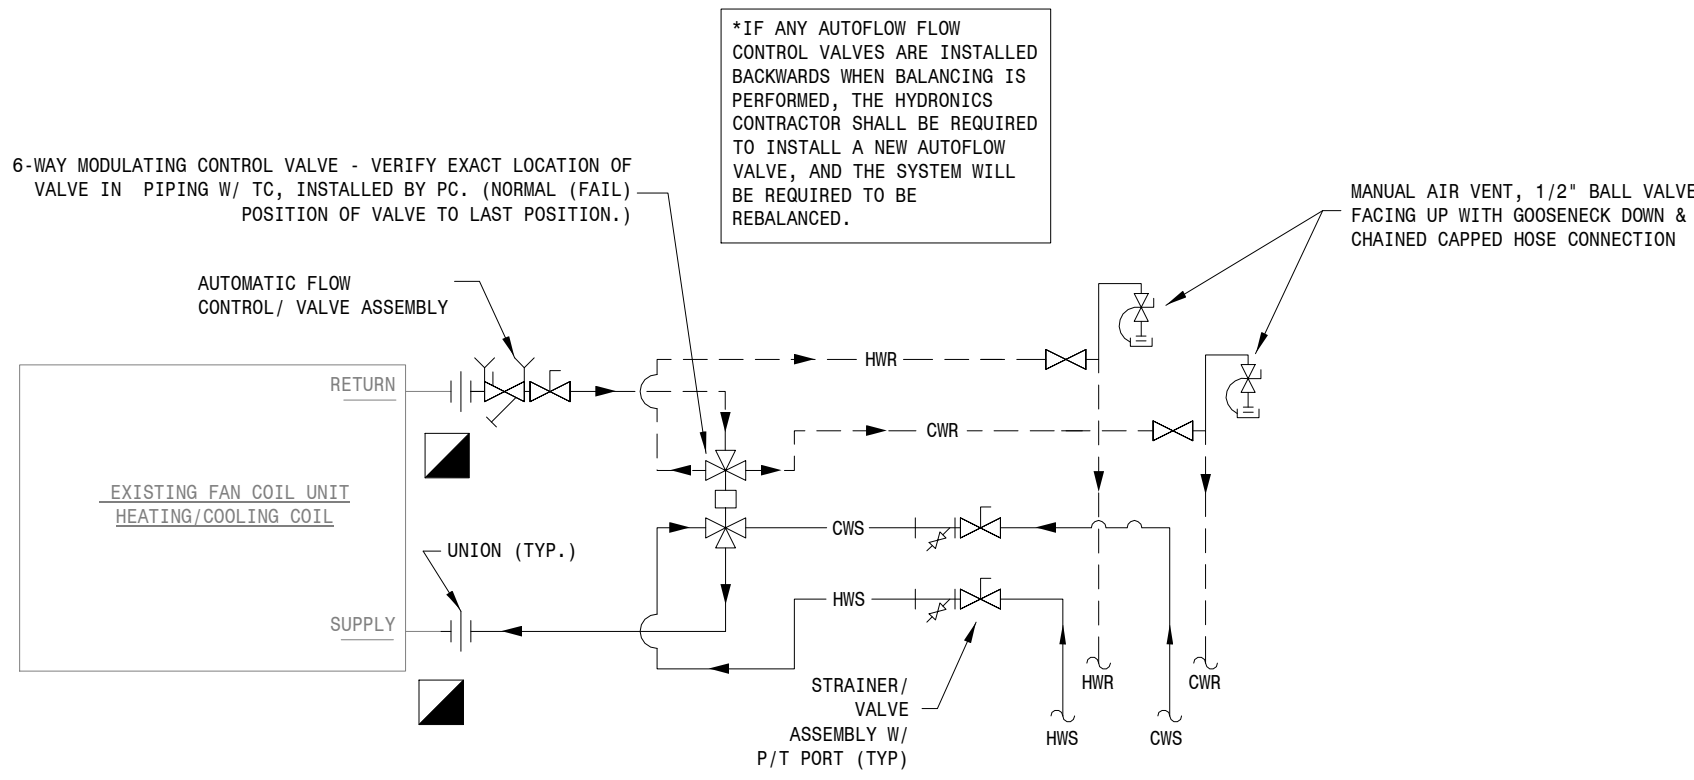 *IF ANY AUTOFLOW FLOW
CONTROL VALVES ARE INSTALLED
BACKWARDS WHEN BALANCING IS
PERFORMED, THE HYDRONICS
CONTRACTOR SHALL BE REQUIRED
TO INSTALL A NEW AUTOFLOW
VALVE, AND THE SYSTEM WILL
BE REQUIRED TO BE
REBALANCED.
6-WAY MODULATING CONTROL VALVE - VERIFY EXACT LOCATION OF
VALVE IN PIPING W/ TC, INSTALLED BY PC. (NORMAL (FAIL)
POSITION OF VALVE TO LAST POSITION.)
MANUAL AIR VENT, 1/2" BALL VALVE
FACING UP WITH GOOSENECK DOWN &
CHAINED CAPPED HOSE CONNECTION
AUTOMATIC FLOW
CONTROL/ VALVE ASSEMBLY
HWR
RETURN
CWR
EXISTING FAN COIL UNIT
HEATING/COOLING COIL
CWS
UNION (TYP.)
HWS
SUPPLY
STRAINER/
VALVE
ASSEMBLY W/
P/T PORT (TYP)
HWR
CWR
HWS
CWS